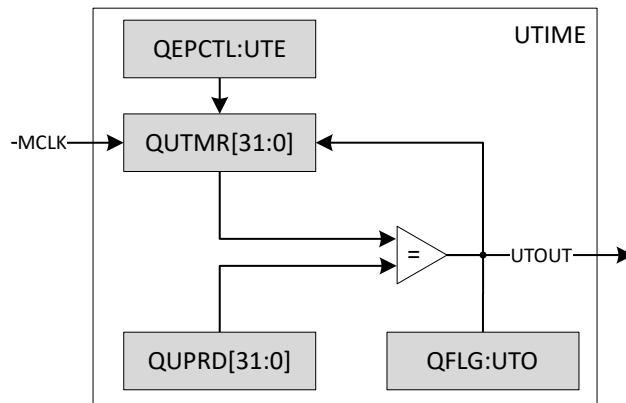 UTIME
QEPCTL:UTE
-MCLK
QUTMR[31:0]
=
UTOUT
QUPRD[31:0]
QFLG:UTO